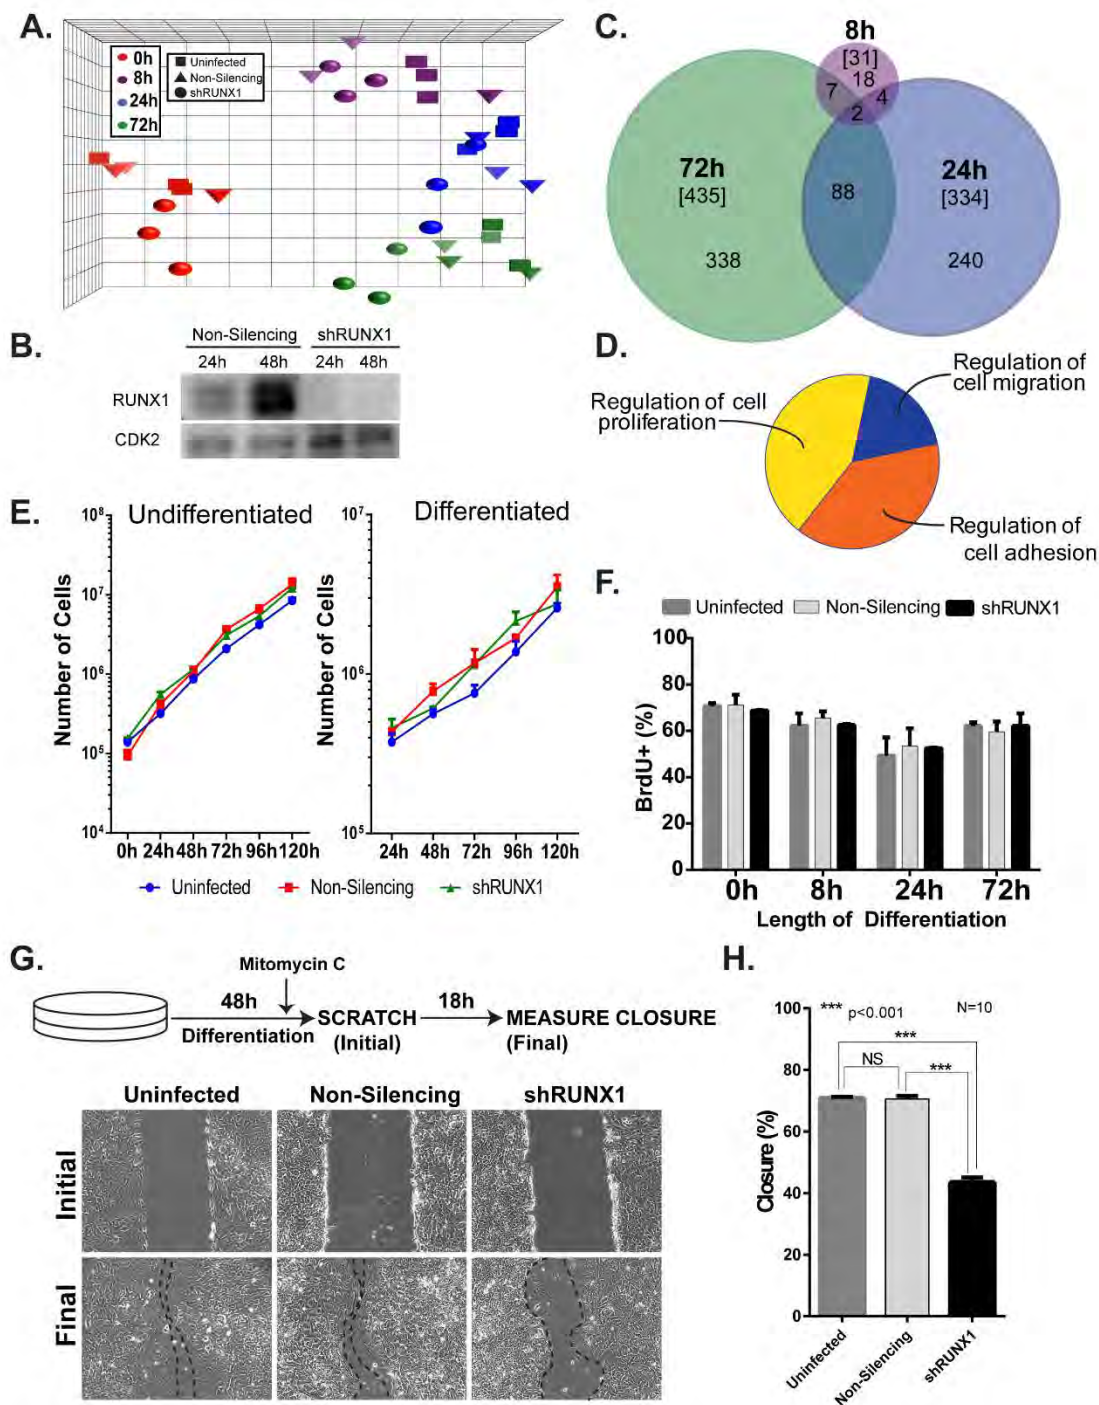 A.
0h
8h
24h
72h
Uninfected
Non-Silencing
shRUNX1
B.
Non-Silencing shRUNX1
24h 48h 24h 48h
RUNX1
CDK2
C.
8h
[31]
18
7 4
2
72h
[435]
88
24h
[334]
338
240
D.
Regulation of
cell migration
Regulation of cell
proliferation
Regulation of
cell adhesion
E.
Undifferentiated
Number of Cells
10⁸
10⁷
10⁶
10⁵
10⁴
0h 24h 48h 72h 96h 120h
Differentiated
Number of Cells
10⁷
10⁶
10⁵
24h 48h 72h 96h 120h
Uninfected Non-Silencing shRUNX1
F.
Uninfected Non-Silencing shRUNX1
BrdU+ (%)
100
80
60
40
20
0
0h 8h 24h 72h
Length of Differentiation
G.
Mitomycin C
48h
Differentiation
SCRATCH
(Initial)
18h
MEASURE CLOSURE
(Final)
Uninfected Non-Silencing shRUNX1
Initial
Final
H.
*** p<0.001 N=10
***
NS
***
Closure (%)
100
80
60
40
20
0
Uninfected
Non-Silencing
shRUNX1